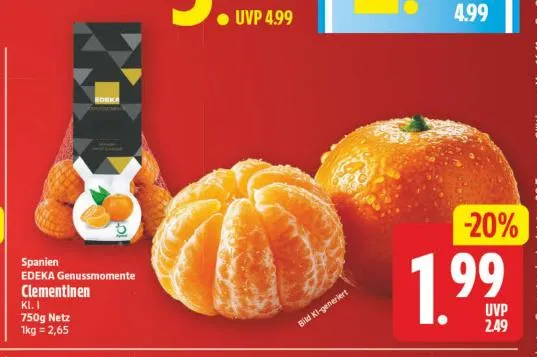 UVP 4.99
4.99
EDEKA
Spanien
EDEKA Genussmomente
Clementinen
Kl. I
750g Netz
1kg = 2,65
Bild KI-generiert
-20%
1.99
UVP
2.49